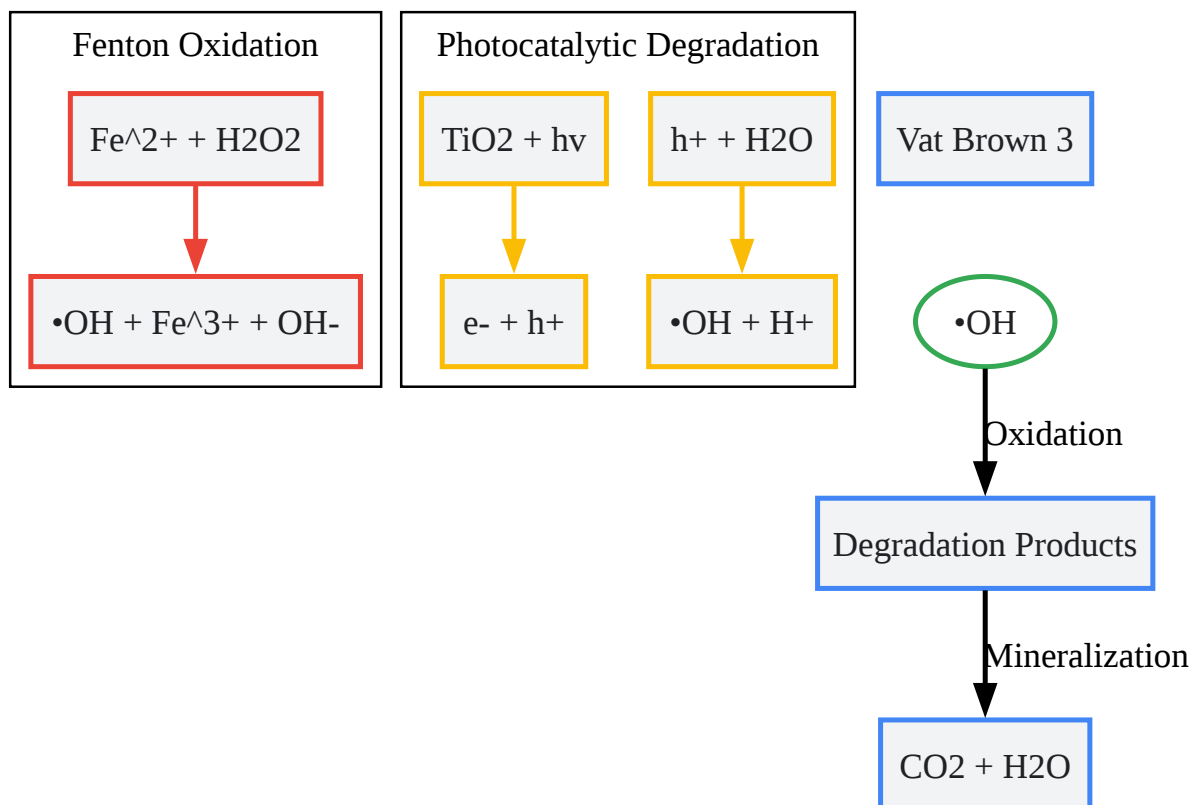 Fenton Oxidation
Photocatalytic Degradation
Fe^2+ + H2O2
TiO2 + hv
h+ + H2O
Vat Brown 3
•OH + Fe^3+ + OH-
e- + h+
•OH + H+
•OH
Oxidation
Degradation Products
Mineralization
CO2 + H2O